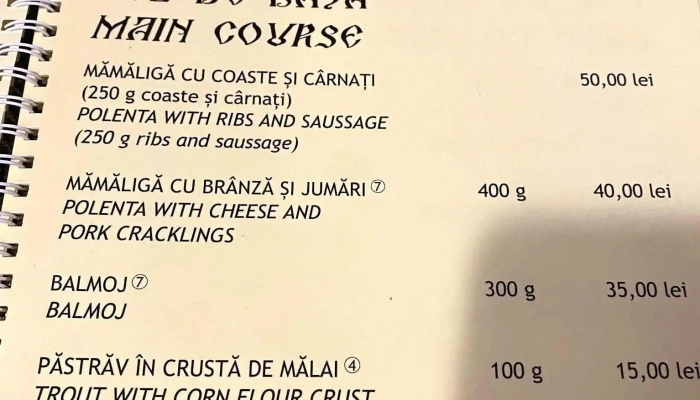 MAIN COURSE
MĂMĂLIGĂ CU COASTE ȘI CÂRNAȚI 50,00 lei
(250 g coaste și cârnați)
POLENTA WITH RIBS AND SAUSSAGE
(250 g ribs and saussage)
MĂMĂLIGĂ CU BRÂNZĂ ȘI JUMĂRI ⑦ 400 g 40,00 lei
POLENTA WITH CHEESE AND
PORK CRACKLINGS
BALMOJ ⑦ 300 g 35,00 lei
BALMOJ
PĂSTRĂV ÎN CRUSTĂ DE MĂLAI ④ 100 g 15,00 lei
TROUT WITH CORN FLOUR CRUST